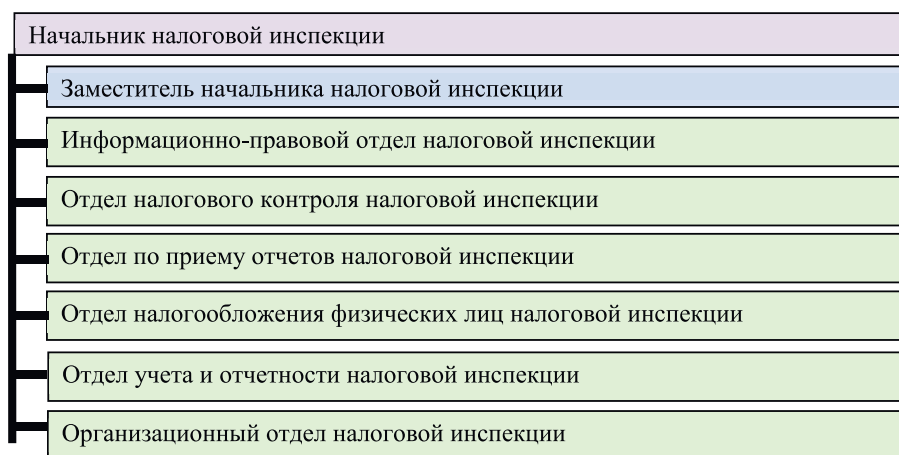 Начальник налоговой инспекции
Заместитель начальника налоговой инспекции
Информационно-правовой отдел налоговой инспекции
Отдел налогового контроля налоговой инспекции
Отдел по приему отчетов налоговой инспекции
Отдел налогообложения физических лиц налоговой инспекции
Отдел учета и отчетности налоговой инспекции
Организационный отдел налоговой инспекции